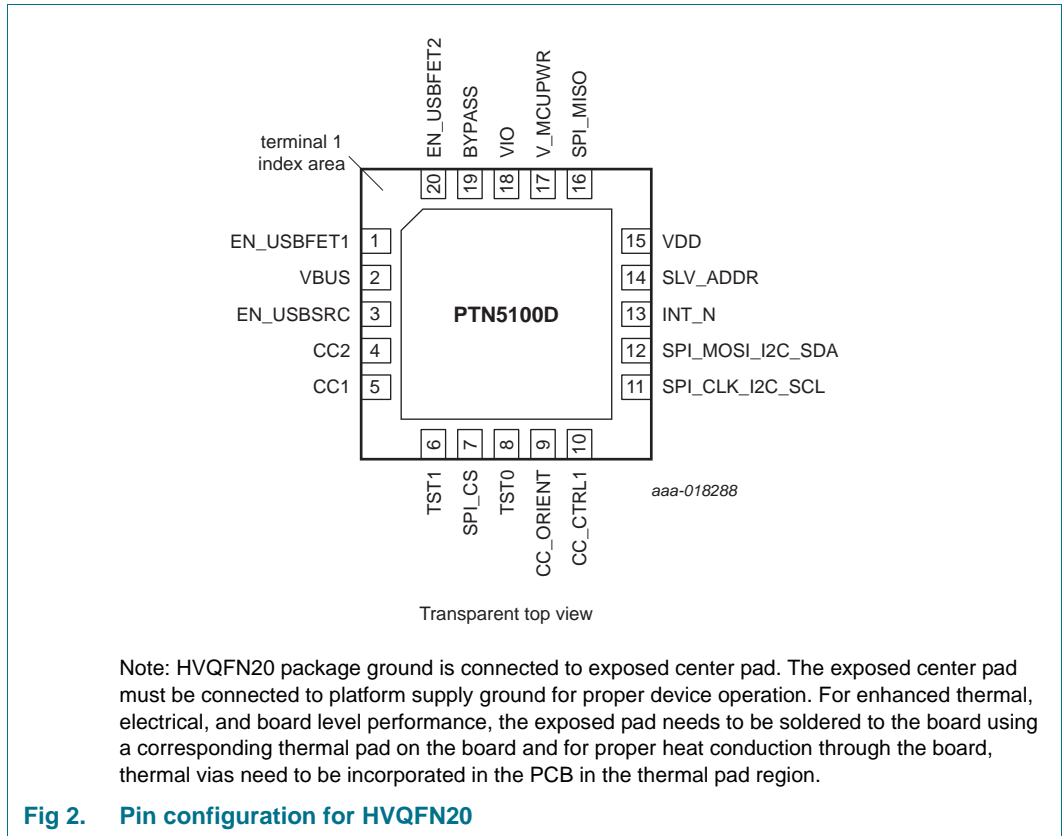 EN_USBFET2
BYPASS
VIO
V_MCUPWR
SPI_MISO
terminal 1
index area
20
19
18
17
16
EN_USBFET1 1
VBUS 2
EN_USBSRC 3
CC2 4
CC1 5
PTN5100D
15 VDD
14 SLV_ADDR
13 INT_N
12 SPI_MOSI_I2C_SDA
11 SPI_CLK_I2C_SCL
6
7
8
9
10
TST1
SPI_CS
TST0
CC_ORIENT
CC_CTRL1
aaa-018288
Transparent top view
Note: HVQFN20 package ground is connected to exposed center pad. The exposed center pad
must be connected to platform supply ground for proper device operation. For enhanced thermal,
electrical, and board level performance, the exposed pad needs to be soldered to the board using
a corresponding thermal pad on the board and for proper heat conduction through the board,
thermal vias need to be incorporated in the PCB in the thermal pad region.
Fig 2. Pin configuration for HVQFN20